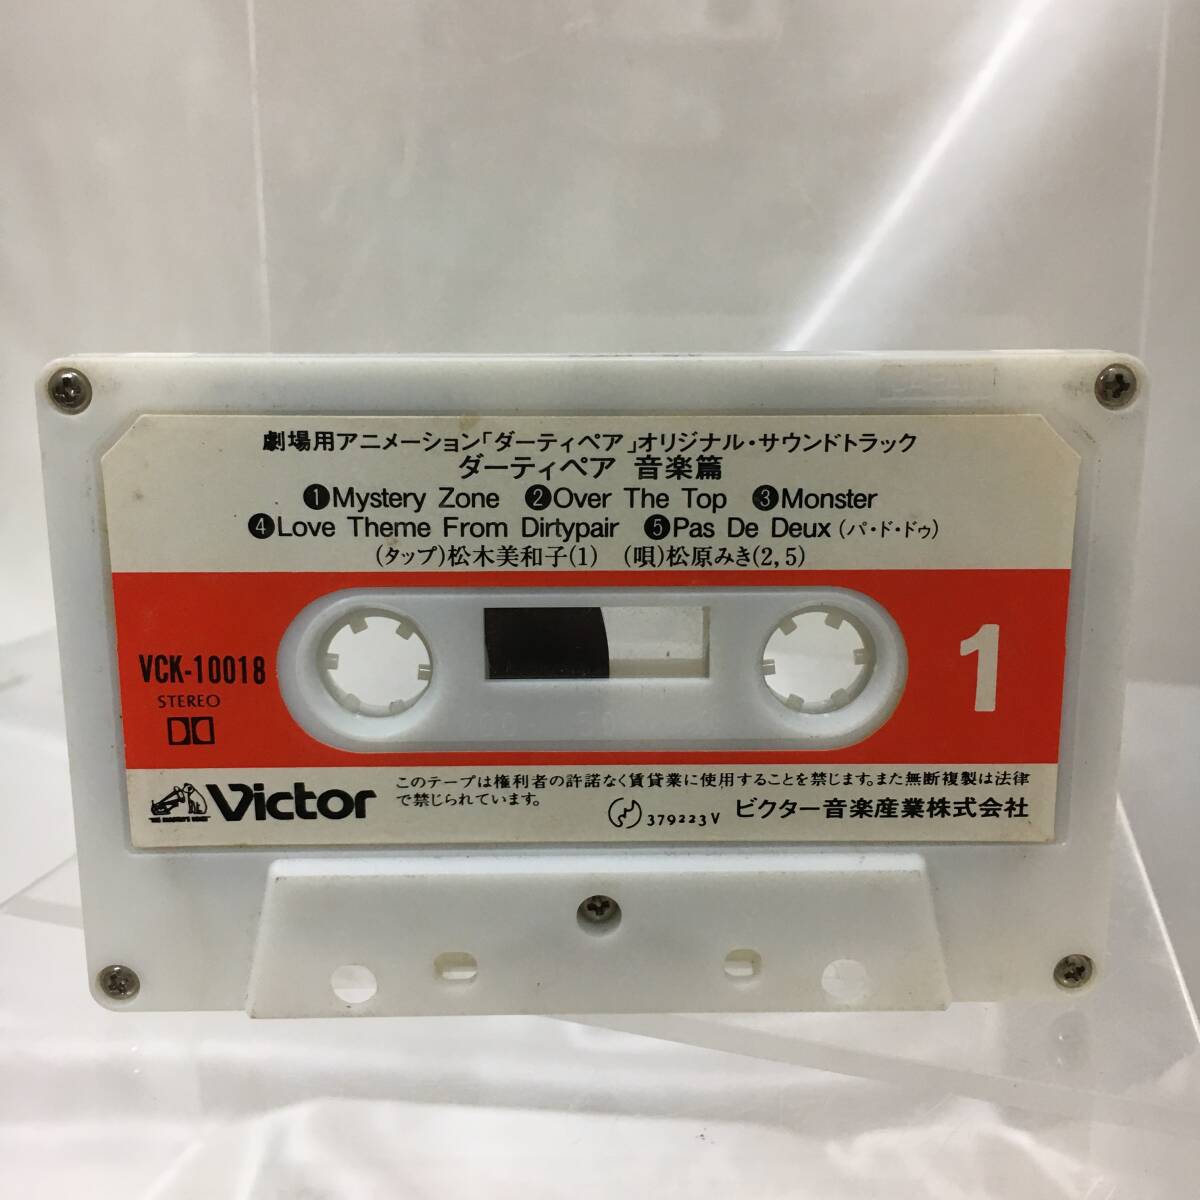 劇場用アニメーション「ダーティペア」オリジナル・サウンドトラック
ダーティペア 音楽篇
❶Mystery Zone ❷Over The Top ❸Monster
❹Love Theme From Dirtypair ❺Pas De Deux (パ・ド・ドゥ)
(タップ)松木美和子(1) (唄)松原みき(2,5)
VCK-10018
STEREO
1
Victor
"HIS MASTER'S VOICE"
このテープは権利者の許諾なく賃貸業に使用することを禁じます。また無断複製は法律
で禁じられています。
379223V ビクター音楽産業株式会社